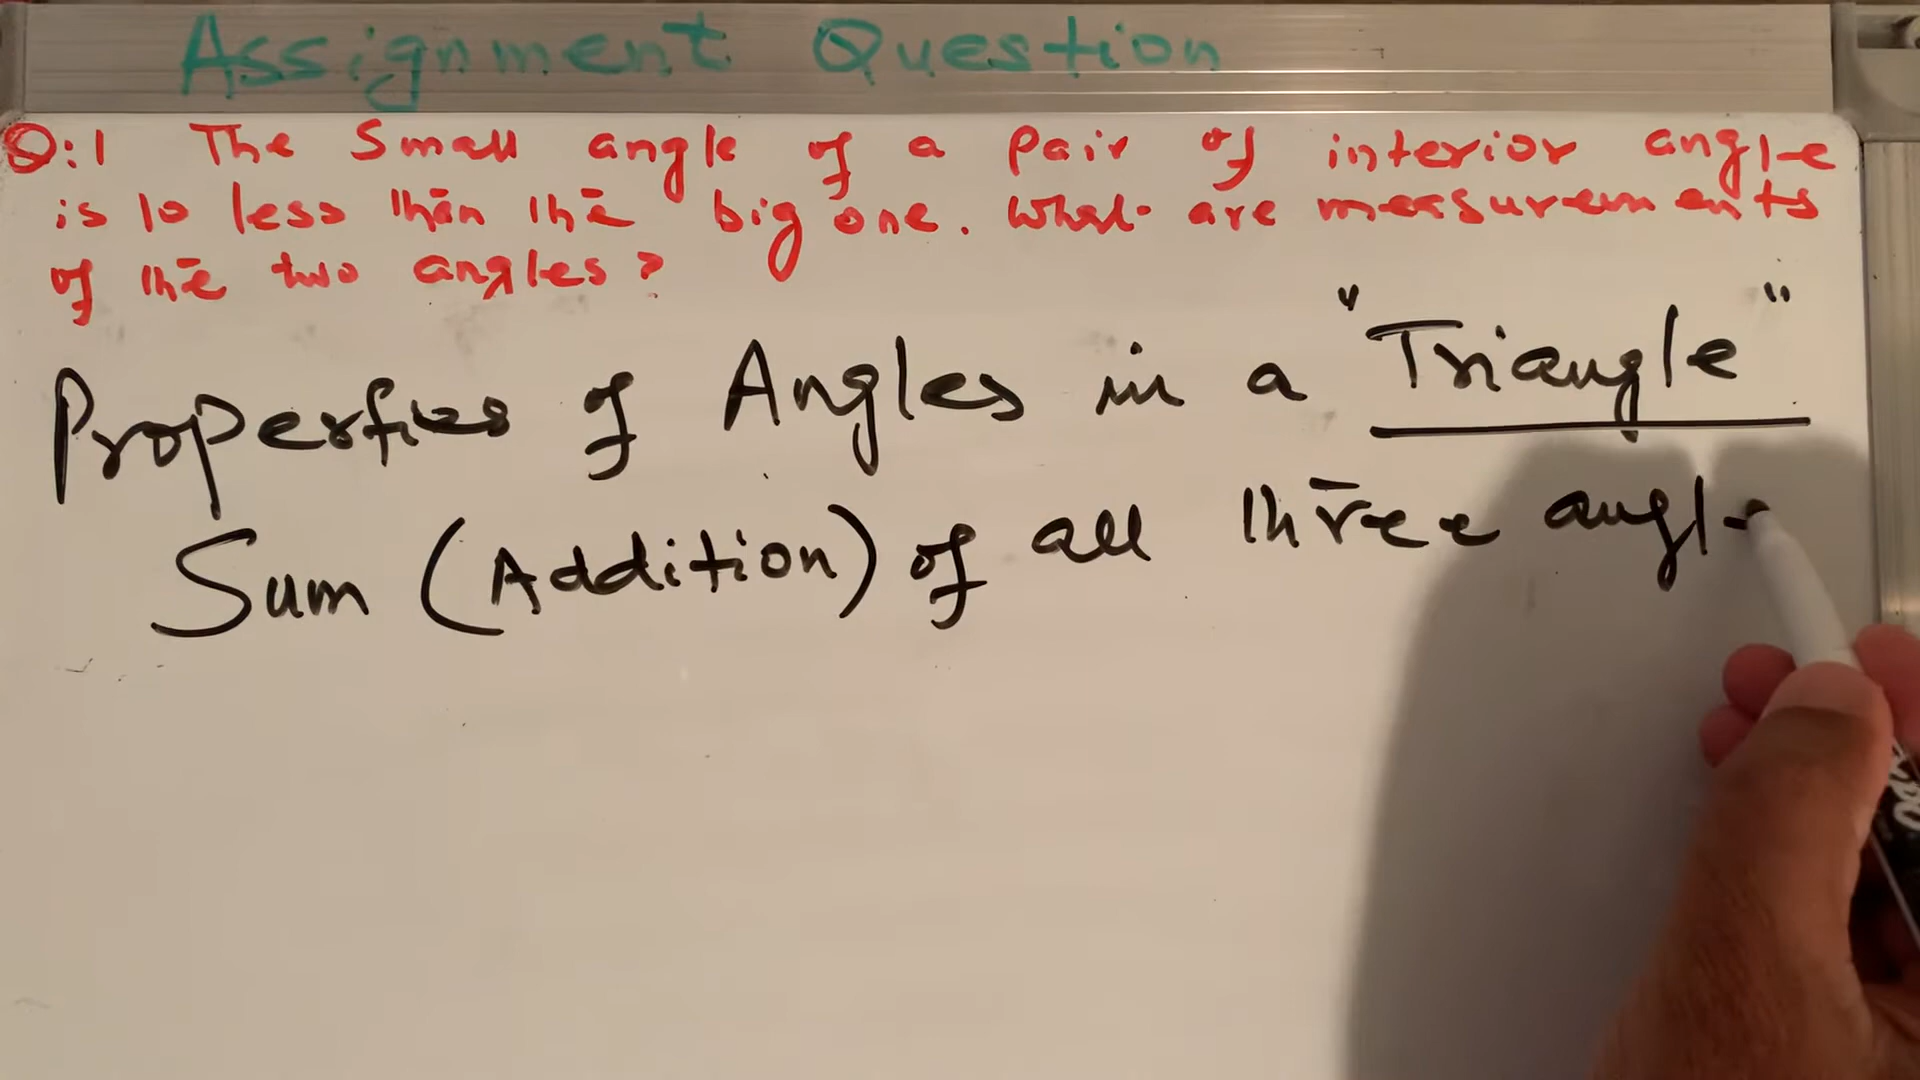 Assignment Question
Q:1 The Small angle of a pair of interior angle
is 10 less than the big one. What are measurements
of the two angles?
Properties of Angles in a "Triangle"
Sum (Addition) of all three angle